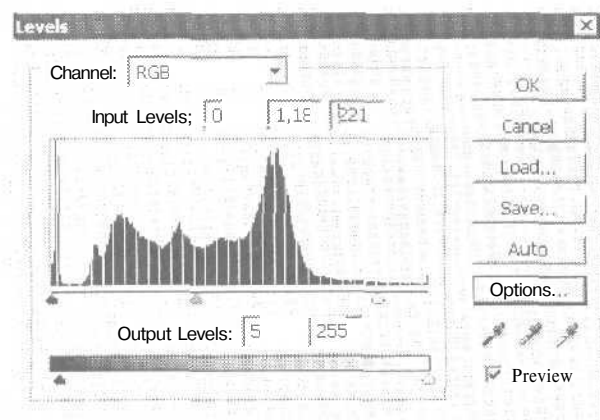 Levels
Channel: RGB
Input Levels; 0 1,18 221
Output Levels: 5 255
OK
Cancel
Load...
Save...
Auto
Options...
Preview